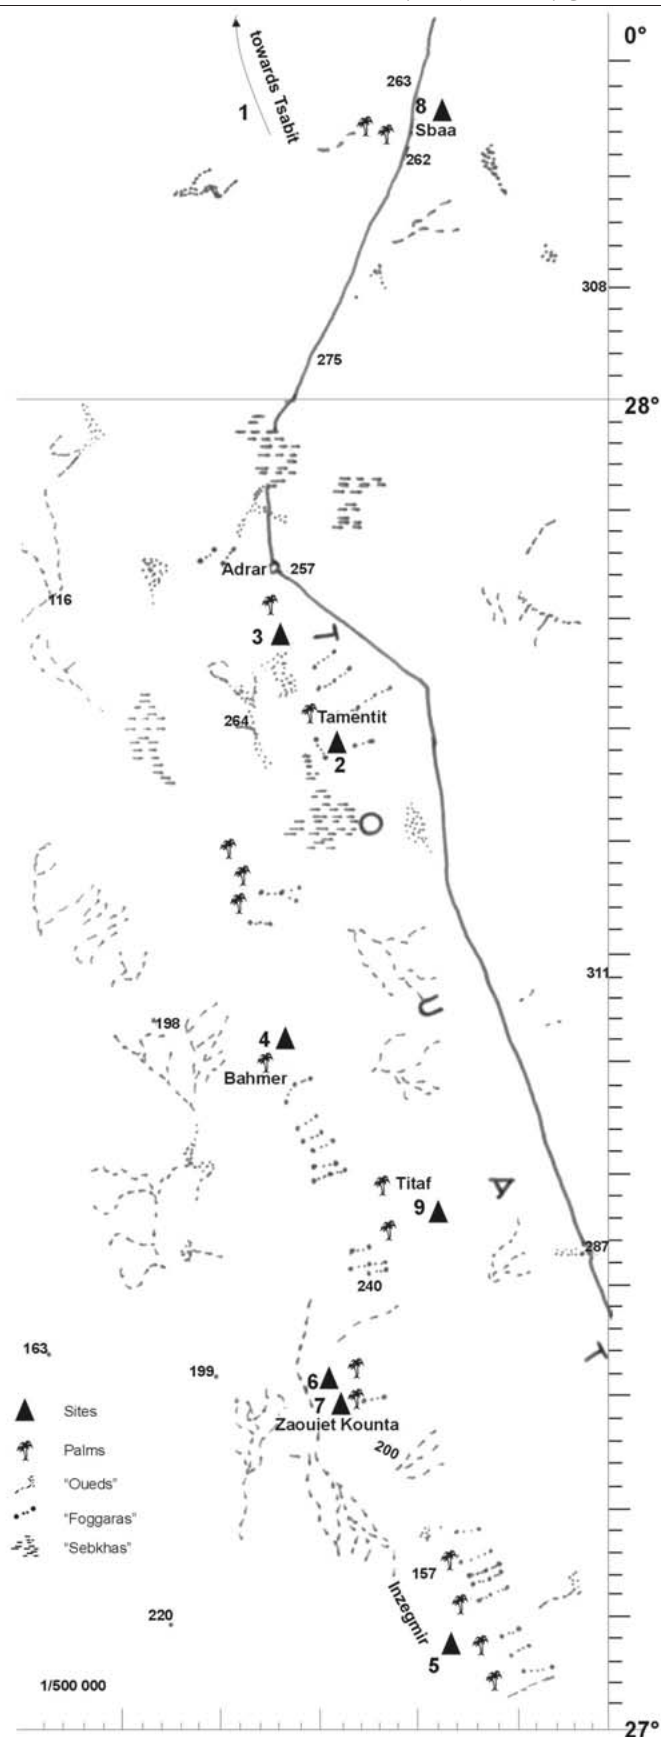 0°
263
towards Tsabit
1
8
Sbaa
262
308
275
28°
Adrar
257
116
3
T
264
Tamentit
2
O
311
U
198
4
Bahmer
Titaf
A
9
287
240
T
163
199
6
7
Zaouiet Kounta
Sites
200
Palms
"Oueds"
"Foggaras"
"Sebkhas"
157
Inzegmir
220
5
1/500 000
27°